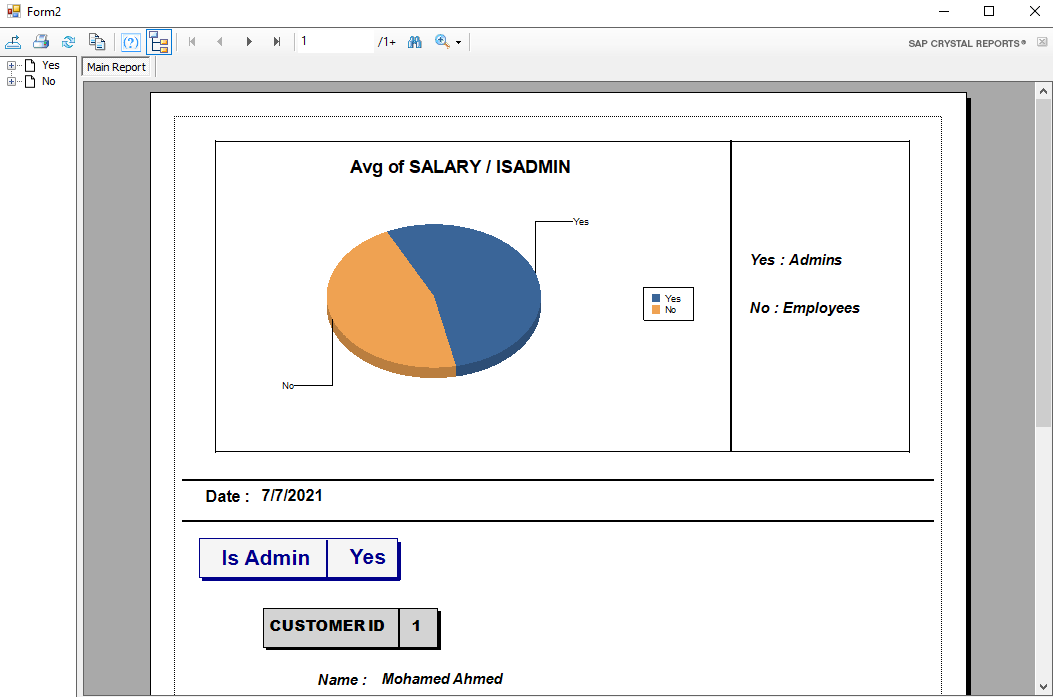 Form2
1 /1+
SAP CRYSTAL REPORTS®
Yes
No
Main Report
Avg of SALARY / ISADMIN
Yes
No
Yes
No
Yes : Admins
No : Employees
Date : 7/7/2021
Is Admin Yes
CUSTOMER ID 1
Name : Mohamed Ahmed